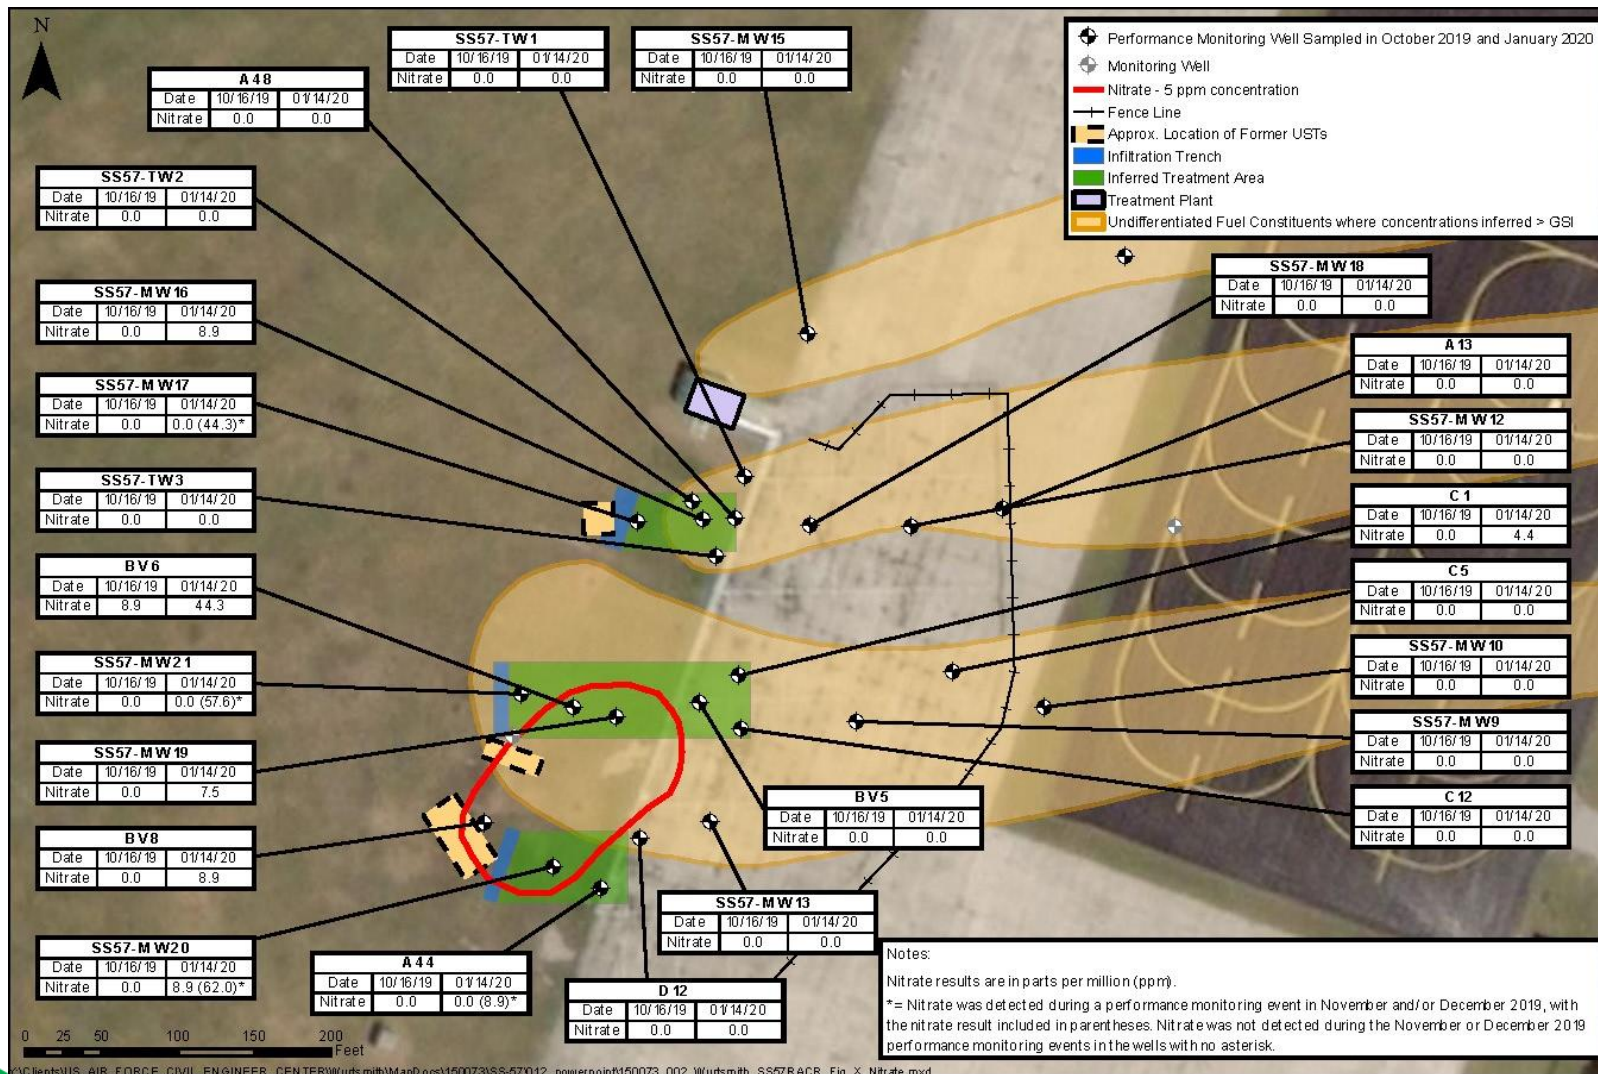 N
SS57-TW1
Date 10/16/19 01/14/20
Nitrate 0.0 0.0
SS57-MW15
Date 10/16/19 01/14/20
Nitrate 0.0 0.0
Performance Monitoring Well Sampled in October 2019 and January 2020
Monitoring Well
Nitrate - 5 ppm concentration
Fence Line
Approx. Location of Former USTs
Infiltration Trench
Inferred Treatment Area
Treatment Plant
Undifferentiated Fuel Constituents where concentrations inferred > GSI
A48
Date 10/16/19 01/14/20
Nitrate 0.0 0.0
SS57-TW2
Date 10/16/19 01/14/20
Nitrate 0.0 0.0
SS57-MW16
Date 10/16/19 01/14/20
Nitrate 0.0 8.9
SS57-MW17
Date 10/16/19 01/14/20
Nitrate 0.0 0.0 (44.3)*
SS57-TW3
Date 10/16/19 01/14/20
Nitrate 0.0 0.0
BV6
Date 10/16/19 01/14/20
Nitrate 8.9 44.3
SS57-MW21
Date 10/16/19 01/14/20
Nitrate 0.0 0.0 (57.6)*
SS57-MW19
Date 10/16/19 01/14/20
Nitrate 0.0 7.5
BV8
Date 10/16/19 01/14/20
Nitrate 0.0 8.9
SS57-MW20
Date 10/16/19 01/14/20
Nitrate 0.0 8.9 (62.0)*
A44
Date 10/16/19 01/14/20
Nitrate 0.0 0.0 (8.9)*
D12
Date 10/16/19 01/14/20
Nitrate 0.0 0.0
SS57-MW13
Date 10/16/19 01/14/20
Nitrate 0.0 0.0
BV5
Date 10/16/19 01/14/20
Nitrate 0.0 0.0
SS57-MW18
Date 10/16/19 01/14/20
Nitrate 0.0 0.0
A13
Date 10/16/19 01/14/20
Nitrate 0.0 0.0
SS57-MW12
Date 10/16/19 01/14/20
Nitrate 0.0 0.0
C1
Date 10/16/19 01/14/20
Nitrate 0.0 4.4
C5
Date 10/16/19 01/14/20
Nitrate 0.0 0.0
SS57-MW10
Date 10/16/19 01/14/20
Nitrate 0.0 0.0
SS57-MW9
Date 10/16/19 01/14/20
Nitrate 0.0 0.0
C12
Date 10/16/19 01/14/20
Nitrate 0.0 0.0
Notes:
Nitrate results are in parts per million (ppm).
*= Nitrate was detected during a performance monitoring event in November and/or December 2019, with
the nitrate result included in parentheses. Nitrate was not detected during the November or December 2019
performance monitoring events in the wells with no asterisk.
0 25 50 100 150 200
Feet
\Clients\US_AIR_FORCE_CIVIL_ENGINEER_CENTER\Wurtsmith\MapDocs\150073\SS-57\012_powerpoint\150073_002_Wurtsmith_SS57RACR_Fig_X_Nitrate.mxd